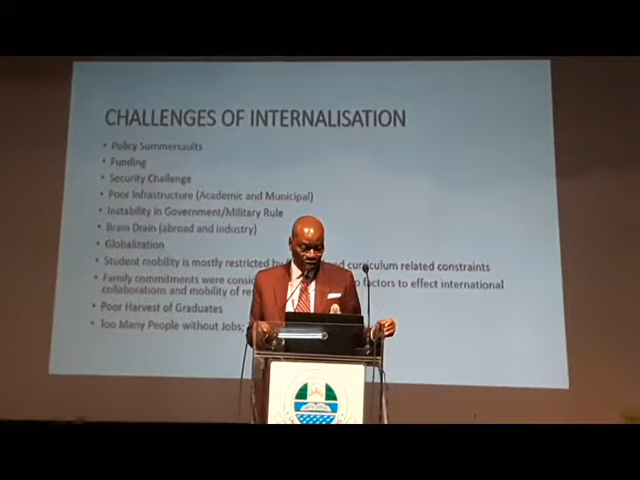 CHALLENGES OF INTERNALISATION
• Policy Summersaults
• Funding
• Security Challenge
• Poor Infrastructure (Academic and Municipal)
• Instability in Government/Military Rule
• Brain Drain (abroad and industry)
• Globalization
• Student mobility is mostly restricted by curriculum related constraints
• Family commitments were factors to effect international
collaborations and mobility of
• Poor Harvest of Graduates
• Too Many People without Jobs;